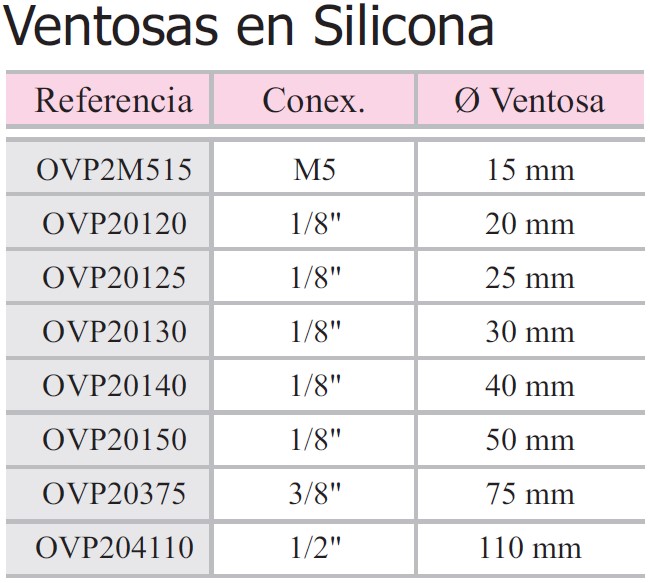 Ventosas en Silicona
Referencia Conex. Ø Ventosa
OVP2M515 M5 15 mm
OVP20120 1/8" 20 mm
OVP20125 1/8" 25 mm
OVP20130 1/8" 30 mm
OVP20140 1/8" 40 mm
OVP20150 1/8" 50 mm
OVP20375 3/8" 75 mm
OVP204110 1/2" 110 mm